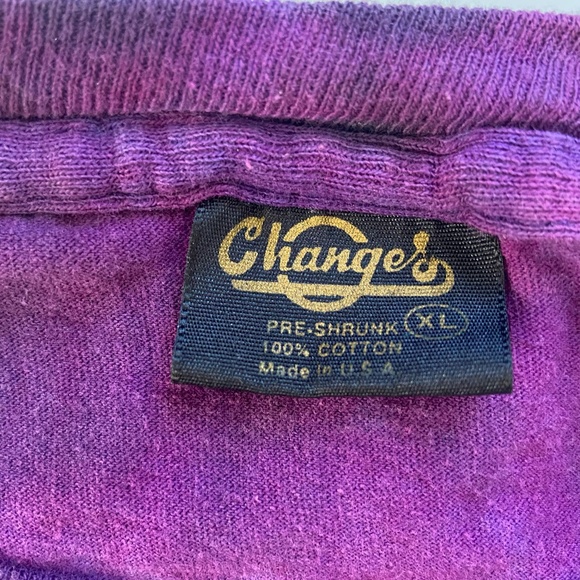 Changes
PRE-SHRUNK XL
100% COTTON
Made in U.S.A